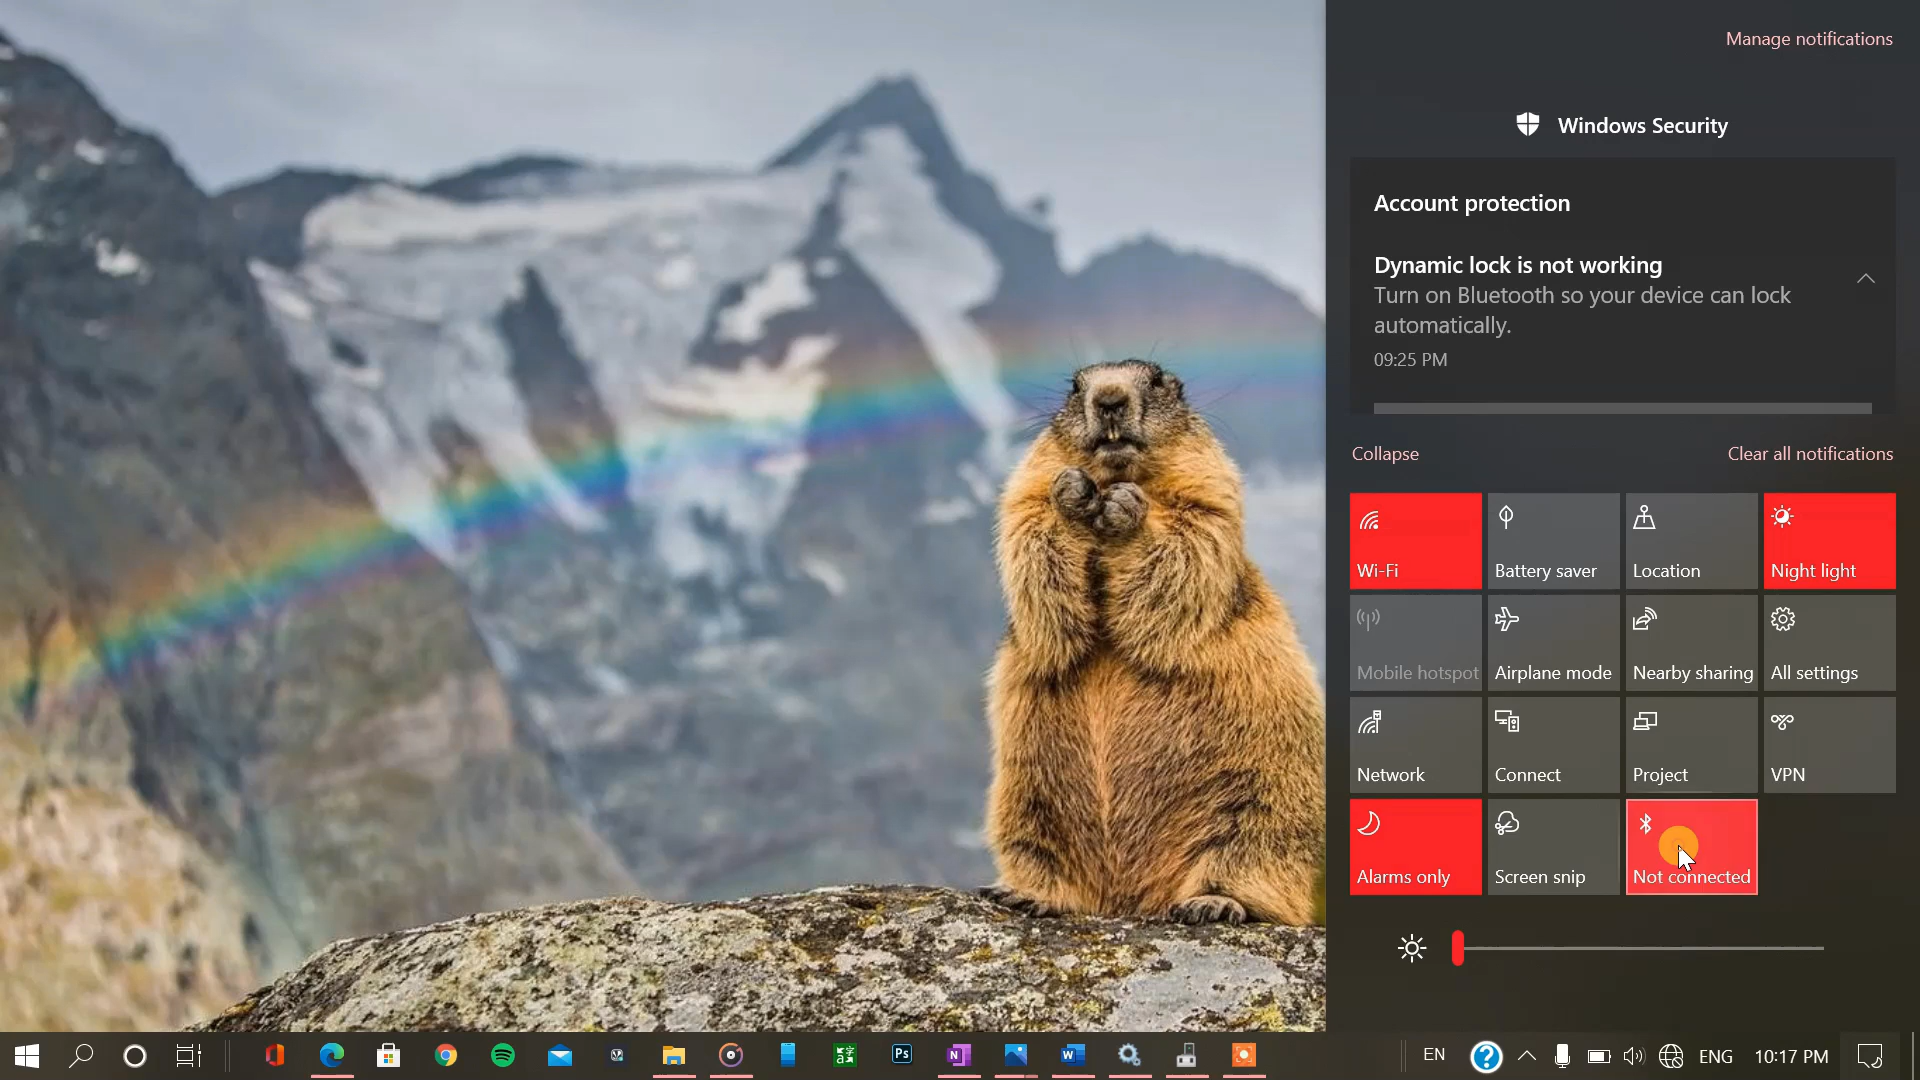 Manage notifications
Windows Security
Account protection
Dynamic lock is not working
Turn on Bluetooth so your device can lock
automatically.
09:25 PM
Collapse
Clear all notifications
Wi-Fi
Battery saver
Location
Night light
Mobile hotspot
Airplane mode
Nearby sharing
All settings
Network
Connect
Project
VPN
Alarms only
Screen snip
Not connected
Ps
N
W
EN
?
ENG
10:17 PM